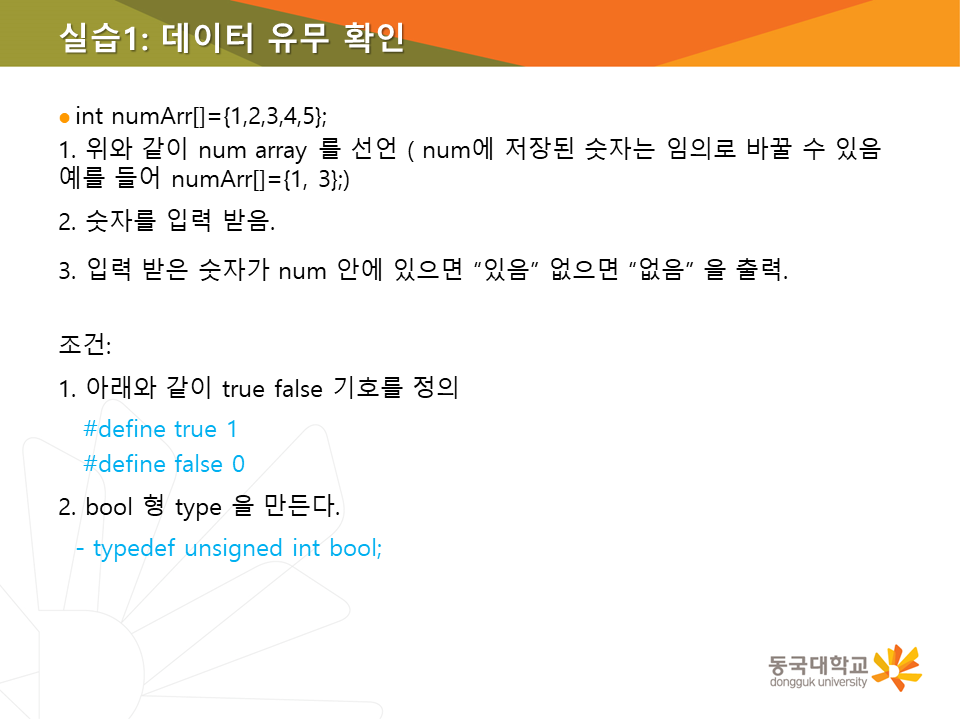 실습1: 데이터 유무 확인
int numArr[]={1,2,3,4,5};
1. 위와 같이 num array 를 선언 ( num에 저장된 숫자는 임의로 바꿀 수 있음
예를 들어 numArr[]={1, 3};)
2. 숫자를 입력 받음.
3. 입력 받은 숫자가 num 안에 있으면 “있음” 없으면 “없음” 을 출력.
조건:
1. 아래와 같이 true false 기호를 정의
#define true 1
#define false 0
2. bool 형 type 을 만든다.
- typedef unsigned int bool;
동국대학교
dongguk university